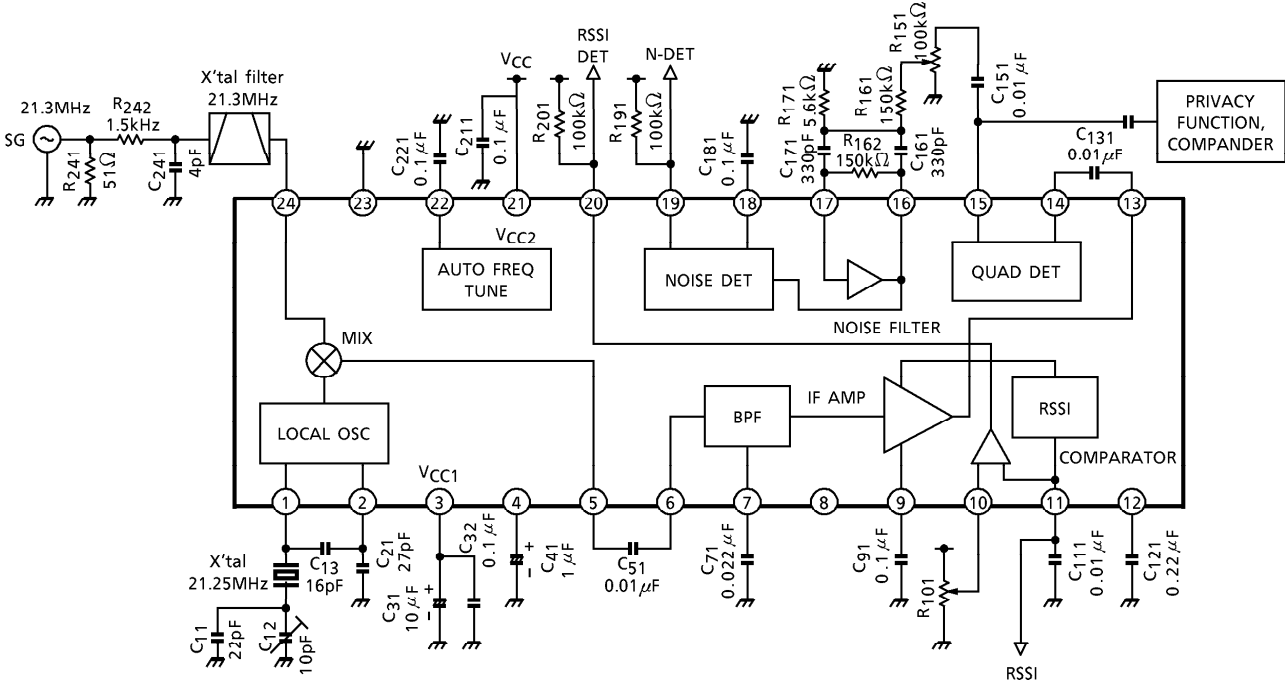 21.3MHz
SG
R242
1.5kHz
R241
51Ω
C241
4pF
X'tal filter
21.3MHz
C221
0.1μF
C211
0.1μF
VCC
R201
100kΩ
RSSI
DET
R191
100kΩ
N-DET
C181
0.1μF
R171
5.6kΩ
C171
330pF
R161
150kΩ
R162
150kΩ
C161
330pF
R151
100kΩ
C151
0.01μF
C131
0.01μF
PRIVACY
FUNCTION,
COMPANDER
24
23
22
21
20
19
18
17
16
15
14
13
VCC2
AUTO FREQ
TUNE
NOISE DET
QUAD DET
NOISE FILTER
MIX
LOCAL OSC
BPF
IF AMP
RSSI
COMPARATOR
VCC1
1
2
3
4
5
6
7
8
9
10
11
12
X'tal
21.25MHz
C13
16pF
C21
27pF
C11
22pF
C12
10pF
C31
10μF
+
-
C32
0.1μF
+
-
C41
1μF
C51
0.01μF
C71
0.022μF
C91
0.1μF
R101
C111
0.01μF
C121
0.22μF
RSSI